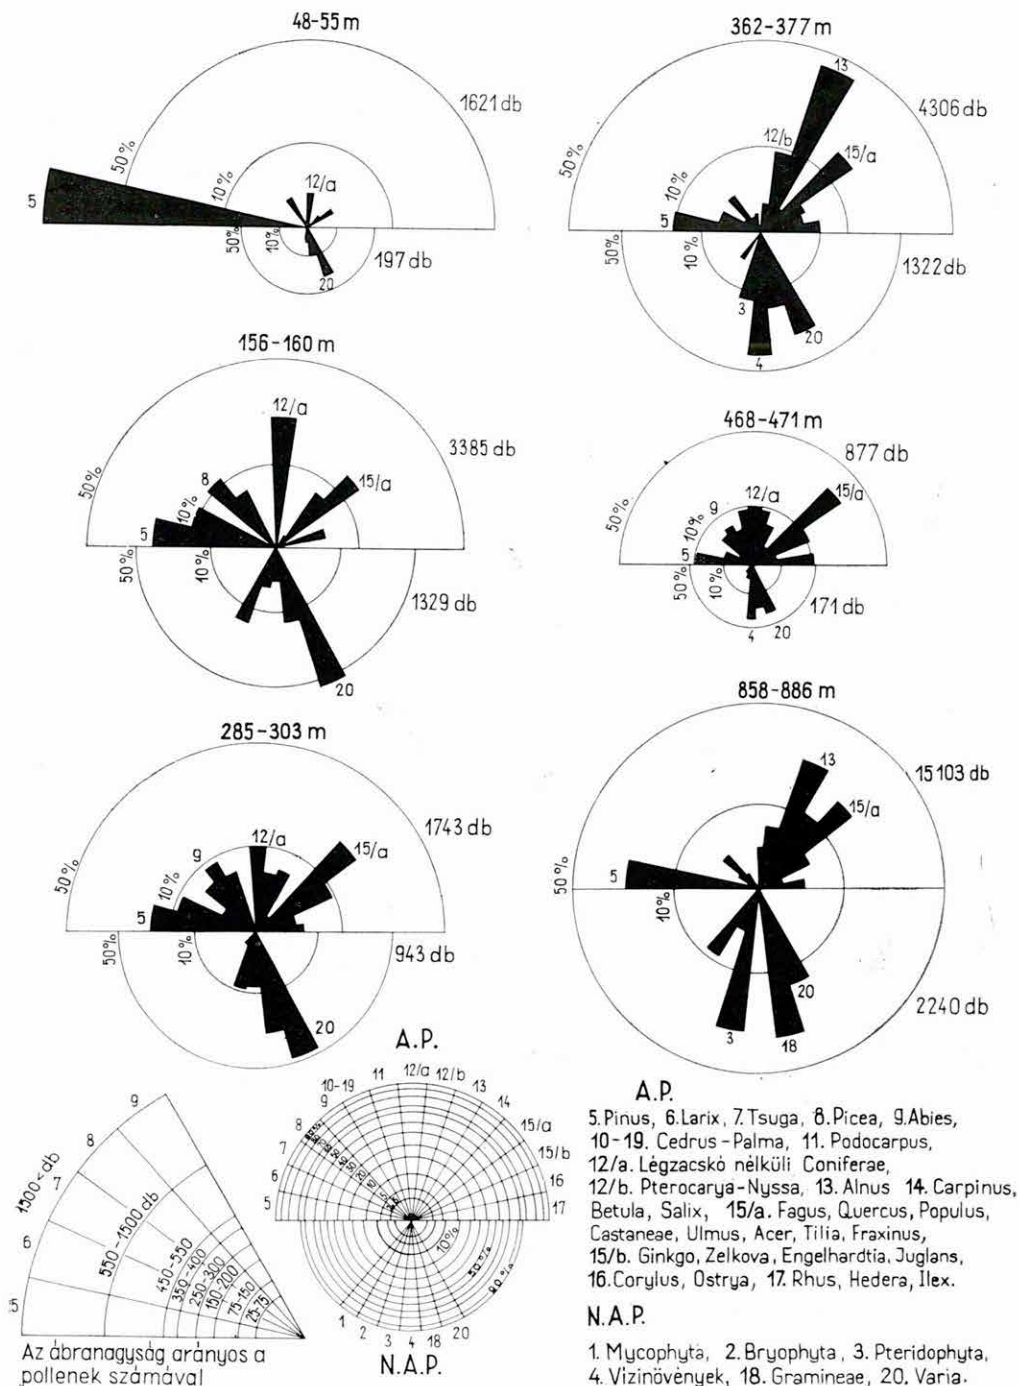 48-55 m
1621 db
50%
10%
5
12/a
50%
10%
197 db
20
362-377 m
13
4306 db
12/b
15/a
50%
10%
5
50%
10%
1322 db
3
20
4
156-160 m
12/a
3385 db
50%
8
15/a
10%
5
50%
10%
1329 db
20
468-471 m
877 db
12/a
15/a
9
50%
10%
5
50%
10%
171 db
4
20
285-303 m
1743 db
12/a
15/a
9
50%
10%
5
50%
10%
943 db
20
858-886 m
13
15103 db
15/a
5
50%
10%
20
2240 db
3
18
A.P.
10-19
11
12/a
12/b
13
14
15/a
15/b
16
17
9
8
7
6
5
10%
50%
90%
1
2
3
4
18
20
N.A.P.
9
8
7
6
5
1500< db
550-1500 db
450-550
350-400
250-300
150-200
75-150
25-75
Az ábranagyság arányos a
pollenek számával
A.P.
5. Pinus, 6. Larix, 7. Tsuga, 8. Picea, 9. Abies,
10-19. Cedrus-Palma, 11. Podocarpus,
12/a. Légzacskó nélküli Coniferae,
12/b. Pterocarya-Nyssa, 13. Alnus 14. Carpinus,
Betula, Salix, 15/a. Fagus, Quercus, Populus,
Castaneae, Ulmus, Acer, Tilia, Fraxinus,
15/b. Ginkgo, Zelkova, Engelhardtia, Juglans,
16. Corylus, Ostrya, 17. Rhus, Hedera, Ilex.
N.A.P.
1. Mycophyta, 2. Bryophyta, 3. Pteridophyta,
4. Vizinövények, 18. Gramineae, 20. Varia.